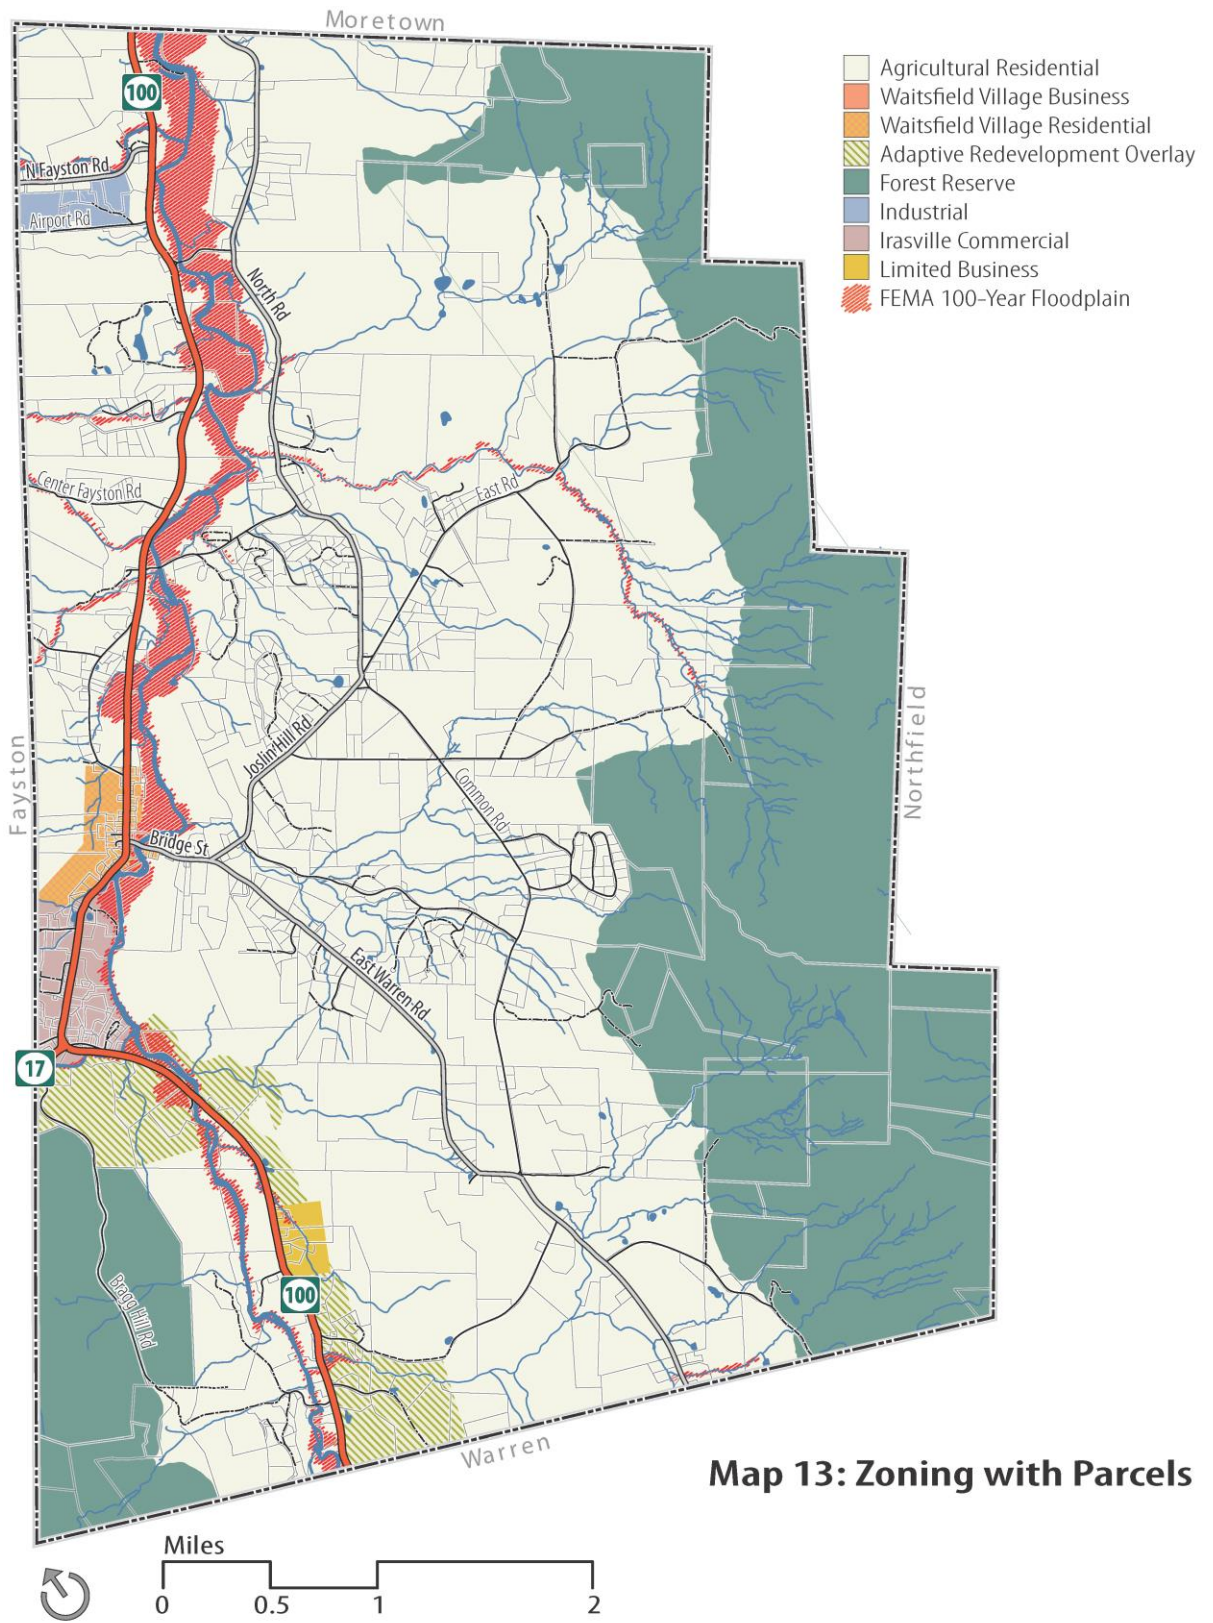 Moretown
Agricultural Residential
Waitsfield Village Business
Waitsfield Village Residential
Adaptive Redevelopment Overlay
Forest Reserve
Industrial
Irasville Commercial
Limited Business
FEMA 100-Year Floodplain
100
N Fayston Rd
Airport Rd
North Rd
Center Fayston Rd
East Rd
Fayston
Northfield
Joslin Hill Rd
Common Rd
Bridge St
East Warren Rd
17
100
Bragg Hill Rd
Warren
Map 13: Zoning with Parcels
Miles
0 0.5 1 2